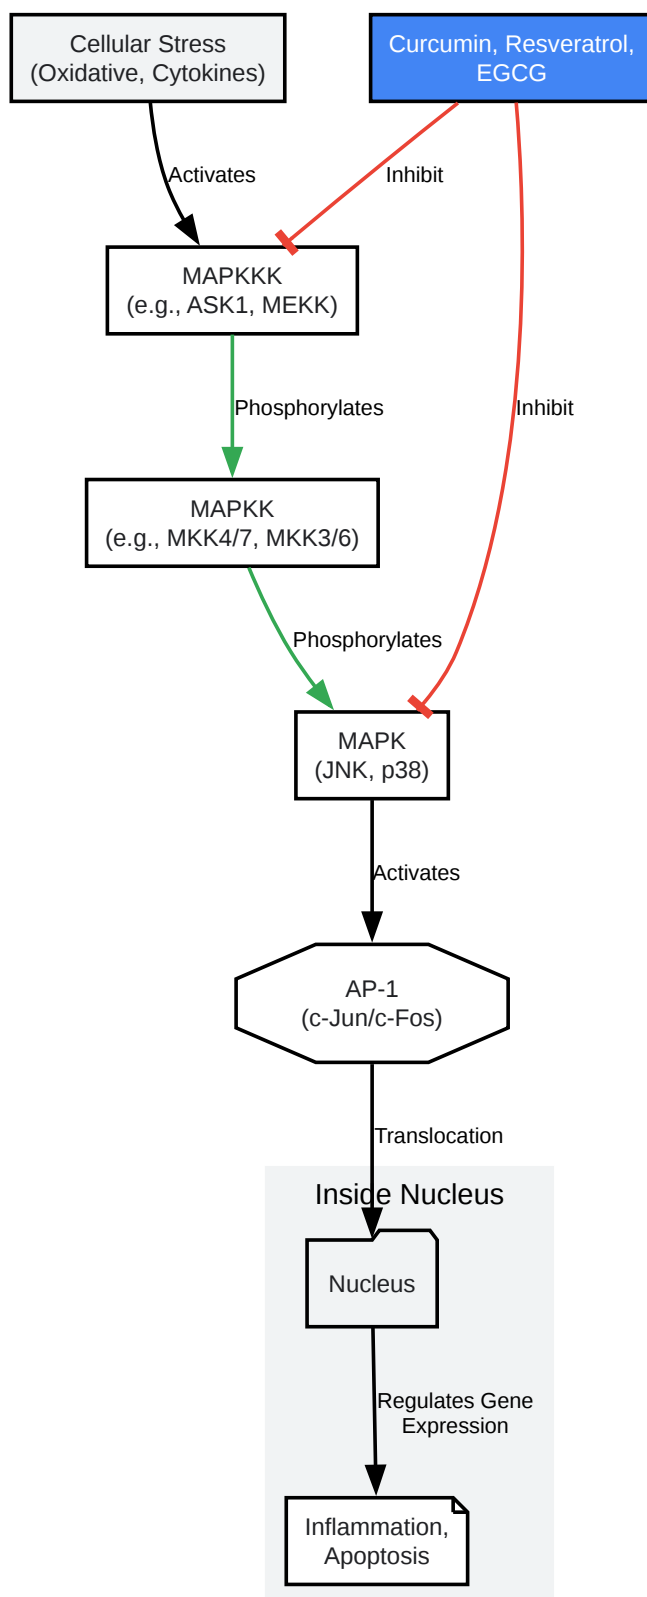 Cellular Stress
(Oxidative, Cytokines)
Curcumin, Resveratrol,
EGCG
Activates
Inhibit
MAPKKK
(e.g., ASK1, MEKK)
Phosphorylates
Inhibit
MAPKK
(e.g., MKK4/7, MKK3/6)
Phosphorylates
MAPK
(JNK, p38)
Activates
AP-1
(c-Jun/c-Fos)
Translocation
Inside Nucleus
Nucleus
Regulates Gene
Expression
Inflammation,
Apoptosis